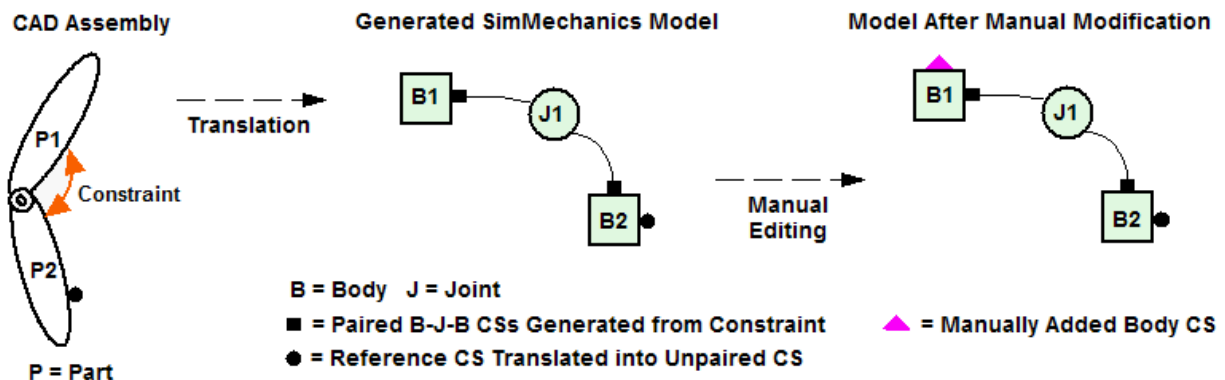 CAD Assembly
Generated SimMechanics Model
Model After Manual Modification
P1
Constraint
P2
P = Part
Translation
B1
J1
B2
Manual
Editing
B1
J1
B2
B = Body J = Joint
= Paired B-J-B CSs Generated from Constraint
= Reference CS Translated into Unpaired CS
= Manually Added Body CS